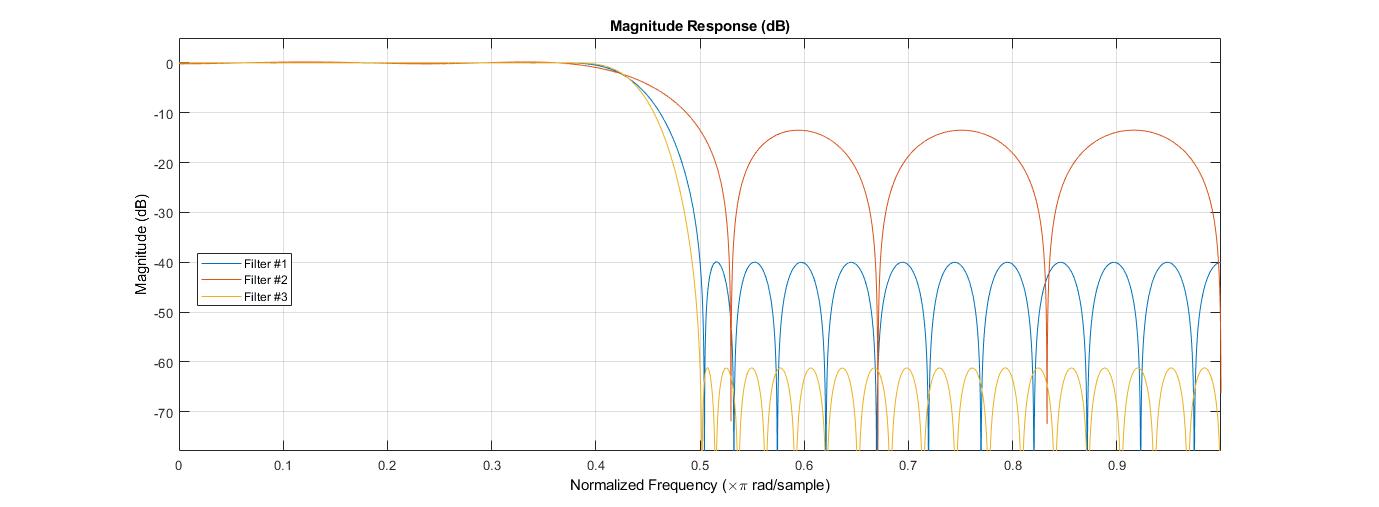 Magnitude Response (dB)
0
-10
-20
-30
-40
-50
-60
-70
Magnitude (dB)
Filter #1
Filter #2
Filter #3
0 0.1 0.2 0.3 0.4 0.5 0.6 0.7 0.8 0.9
Normalized Frequency (×π rad/sample)